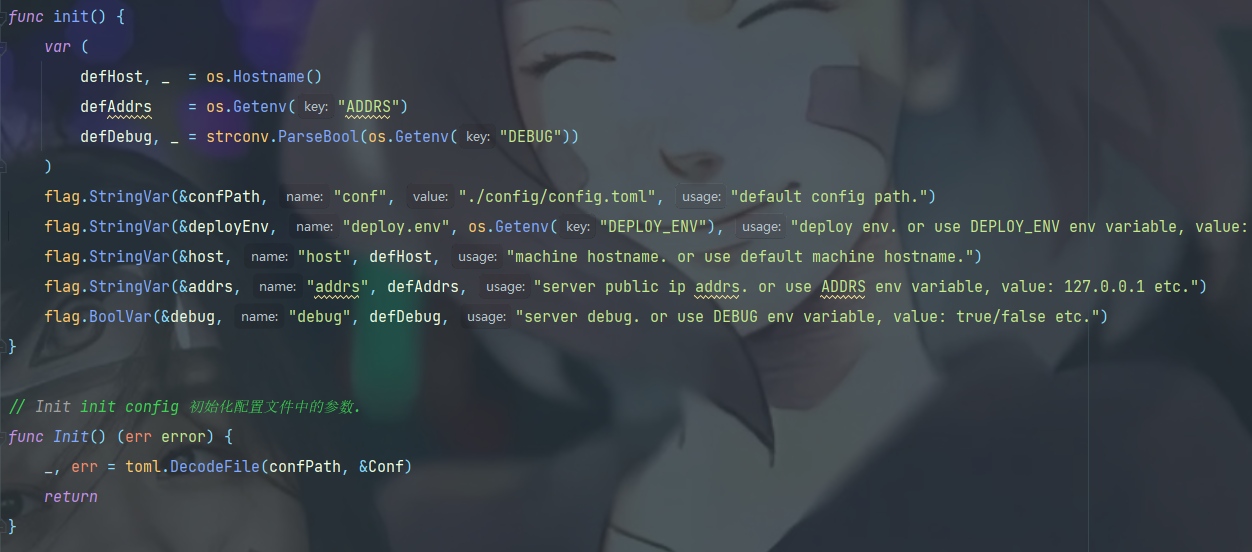 func init() {
    var (
        defHost, _  = os.Hostname()
        defAddrs    = os.Getenv( key: "ADDRS")
        defDebug, _ = strconv.ParseBool(os.Getenv( key: "DEBUG"))
    )
    flag.StringVar(&confPath, name: "conf", value: "./config/config.toml", usage: "default config path.")
    flag.StringVar(&deployEnv, name: "deploy.env", os.Getenv( key: "DEPLOY_ENV"), usage: "deploy env. or use DEPLOY_ENV env variable, value:
    flag.StringVar(&host, name: "host", defHost, usage: "machine hostname. or use default machine hostname.")
    flag.StringVar(&addrs, name: "addrs", defAddrs, usage: "server public ip addrs. or use ADDRS env variable, value: 127.0.0.1 etc.")
    flag.BoolVar(&debug, name: "debug", defDebug, usage: "server debug. or use DEBUG env variable, value: true/false etc.")
}

// Init init config 初始化配置文件中的参数.
func Init() (err error) {
    _, err = toml.DecodeFile(confPath, &Conf)
    return
}